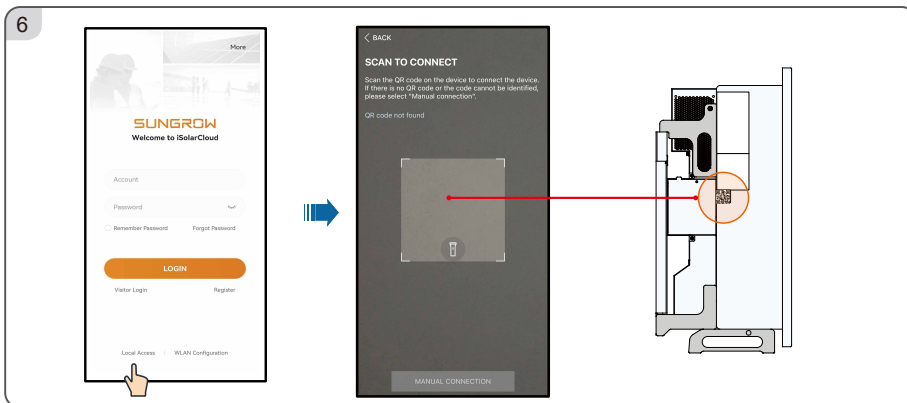 6
More
SUNGROW
Welcome to iSolarCloud
Account
Password
Remember Password Forgot Password
LOGIN
Visitor Login Register
Local Access | WLAN Configuration
< BACK
SCAN TO CONNECT
Scan the QR code on the device to connect the device.
If there is no QR code or the code cannot be identified,
please select "Manual connection".
QR code not found
MANUAL CONNECTION